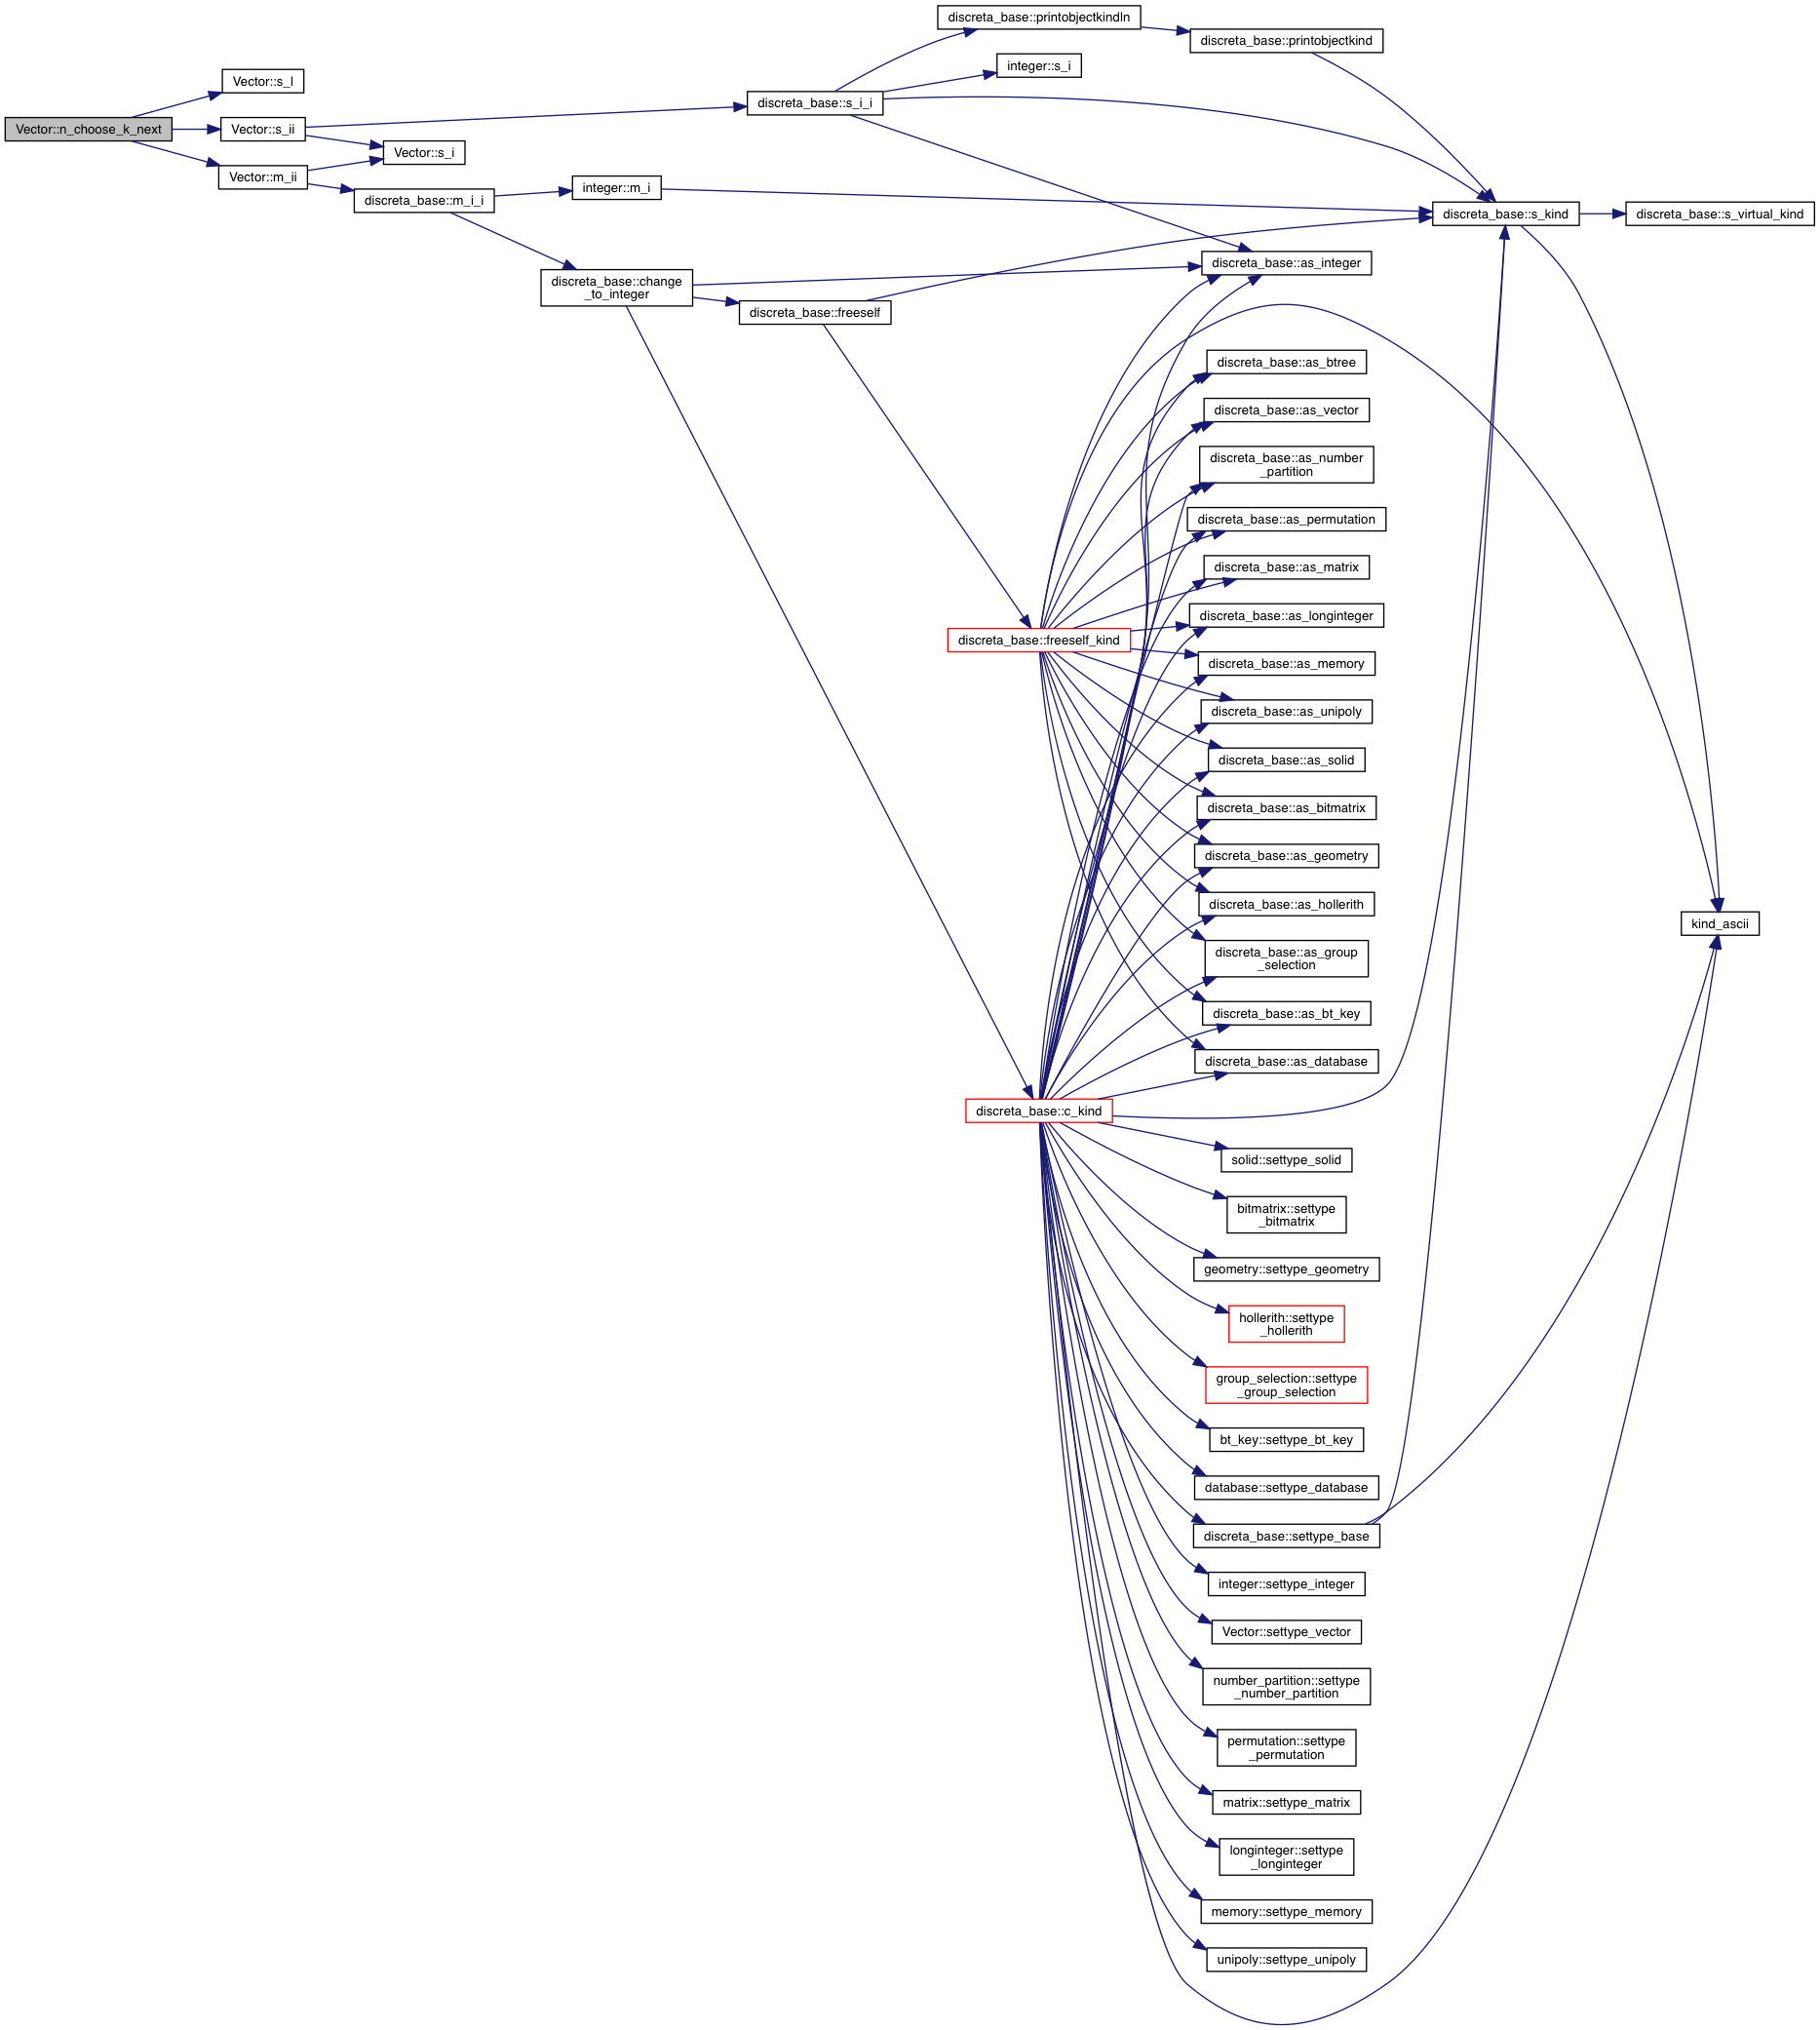 discreta_base::printobjectkindln
discreta_base::printobjectkind
integer::s_i
Vector::s_l
discreta_base::s_i_i
Vector::n_choose_k_next
Vector::s_ii
Vector::s_i
Vector::m_ii
integer::m_i
discreta_base::m_i_i
discreta_base::s_kind
discreta_base::s_virtual_kind
discreta_base::as_integer
discreta_base::change
_to_integer
discreta_base::freeself
discreta_base::as_btree
discreta_base::as_vector
discreta_base::as_number
_partition
discreta_base::as_permutation
discreta_base::as_matrix
discreta_base::as_longinteger
discreta_base::freeself_kind
discreta_base::as_memory
discreta_base::as_unipoly
discreta_base::as_solid
discreta_base::as_bitmatrix
discreta_base::as_geometry
discreta_base::as_hollerith
kind_ascii
discreta_base::as_group
_selection
discreta_base::as_bt_key
discreta_base::as_database
discreta_base::c_kind
solid::settype_solid
bitmatrix::settype
_bitmatrix
geometry::settype_geometry
hollerith::settype
_hollerith
group_selection::settype
_group_selection
bt_key::settype_bt_key
database::settype_database
discreta_base::settype_base
integer::settype_integer
Vector::settype_vector
number_partition::settype
_number_partition
permutation::settype
_permutation
matrix::settype_matrix
longinteger::settype
_longinteger
memory::settype_memory
unipoly::settype_unipoly